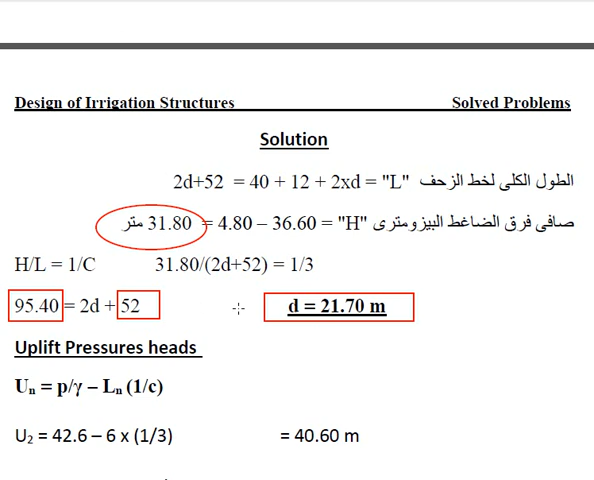 Design of Irrigation Structures Solved Problems
Solution
الطول الكلى لخط الزحف "L" = 2d+52 = 40 + 12 + 2xd
صافى فرق الضاغط البيزومترى "H" = 36.60 – 4.80 = 31.80 متر
H/L = 1/C 31.80/(2d+52) = 1/3
95.40 = 2d + 52 d = 21.70 m
Uplift Pressures heads
Uₙ = p/γ – Lₙ (1/c)
U₂ = 42.6 – 6 x (1/3) = 40.60 m